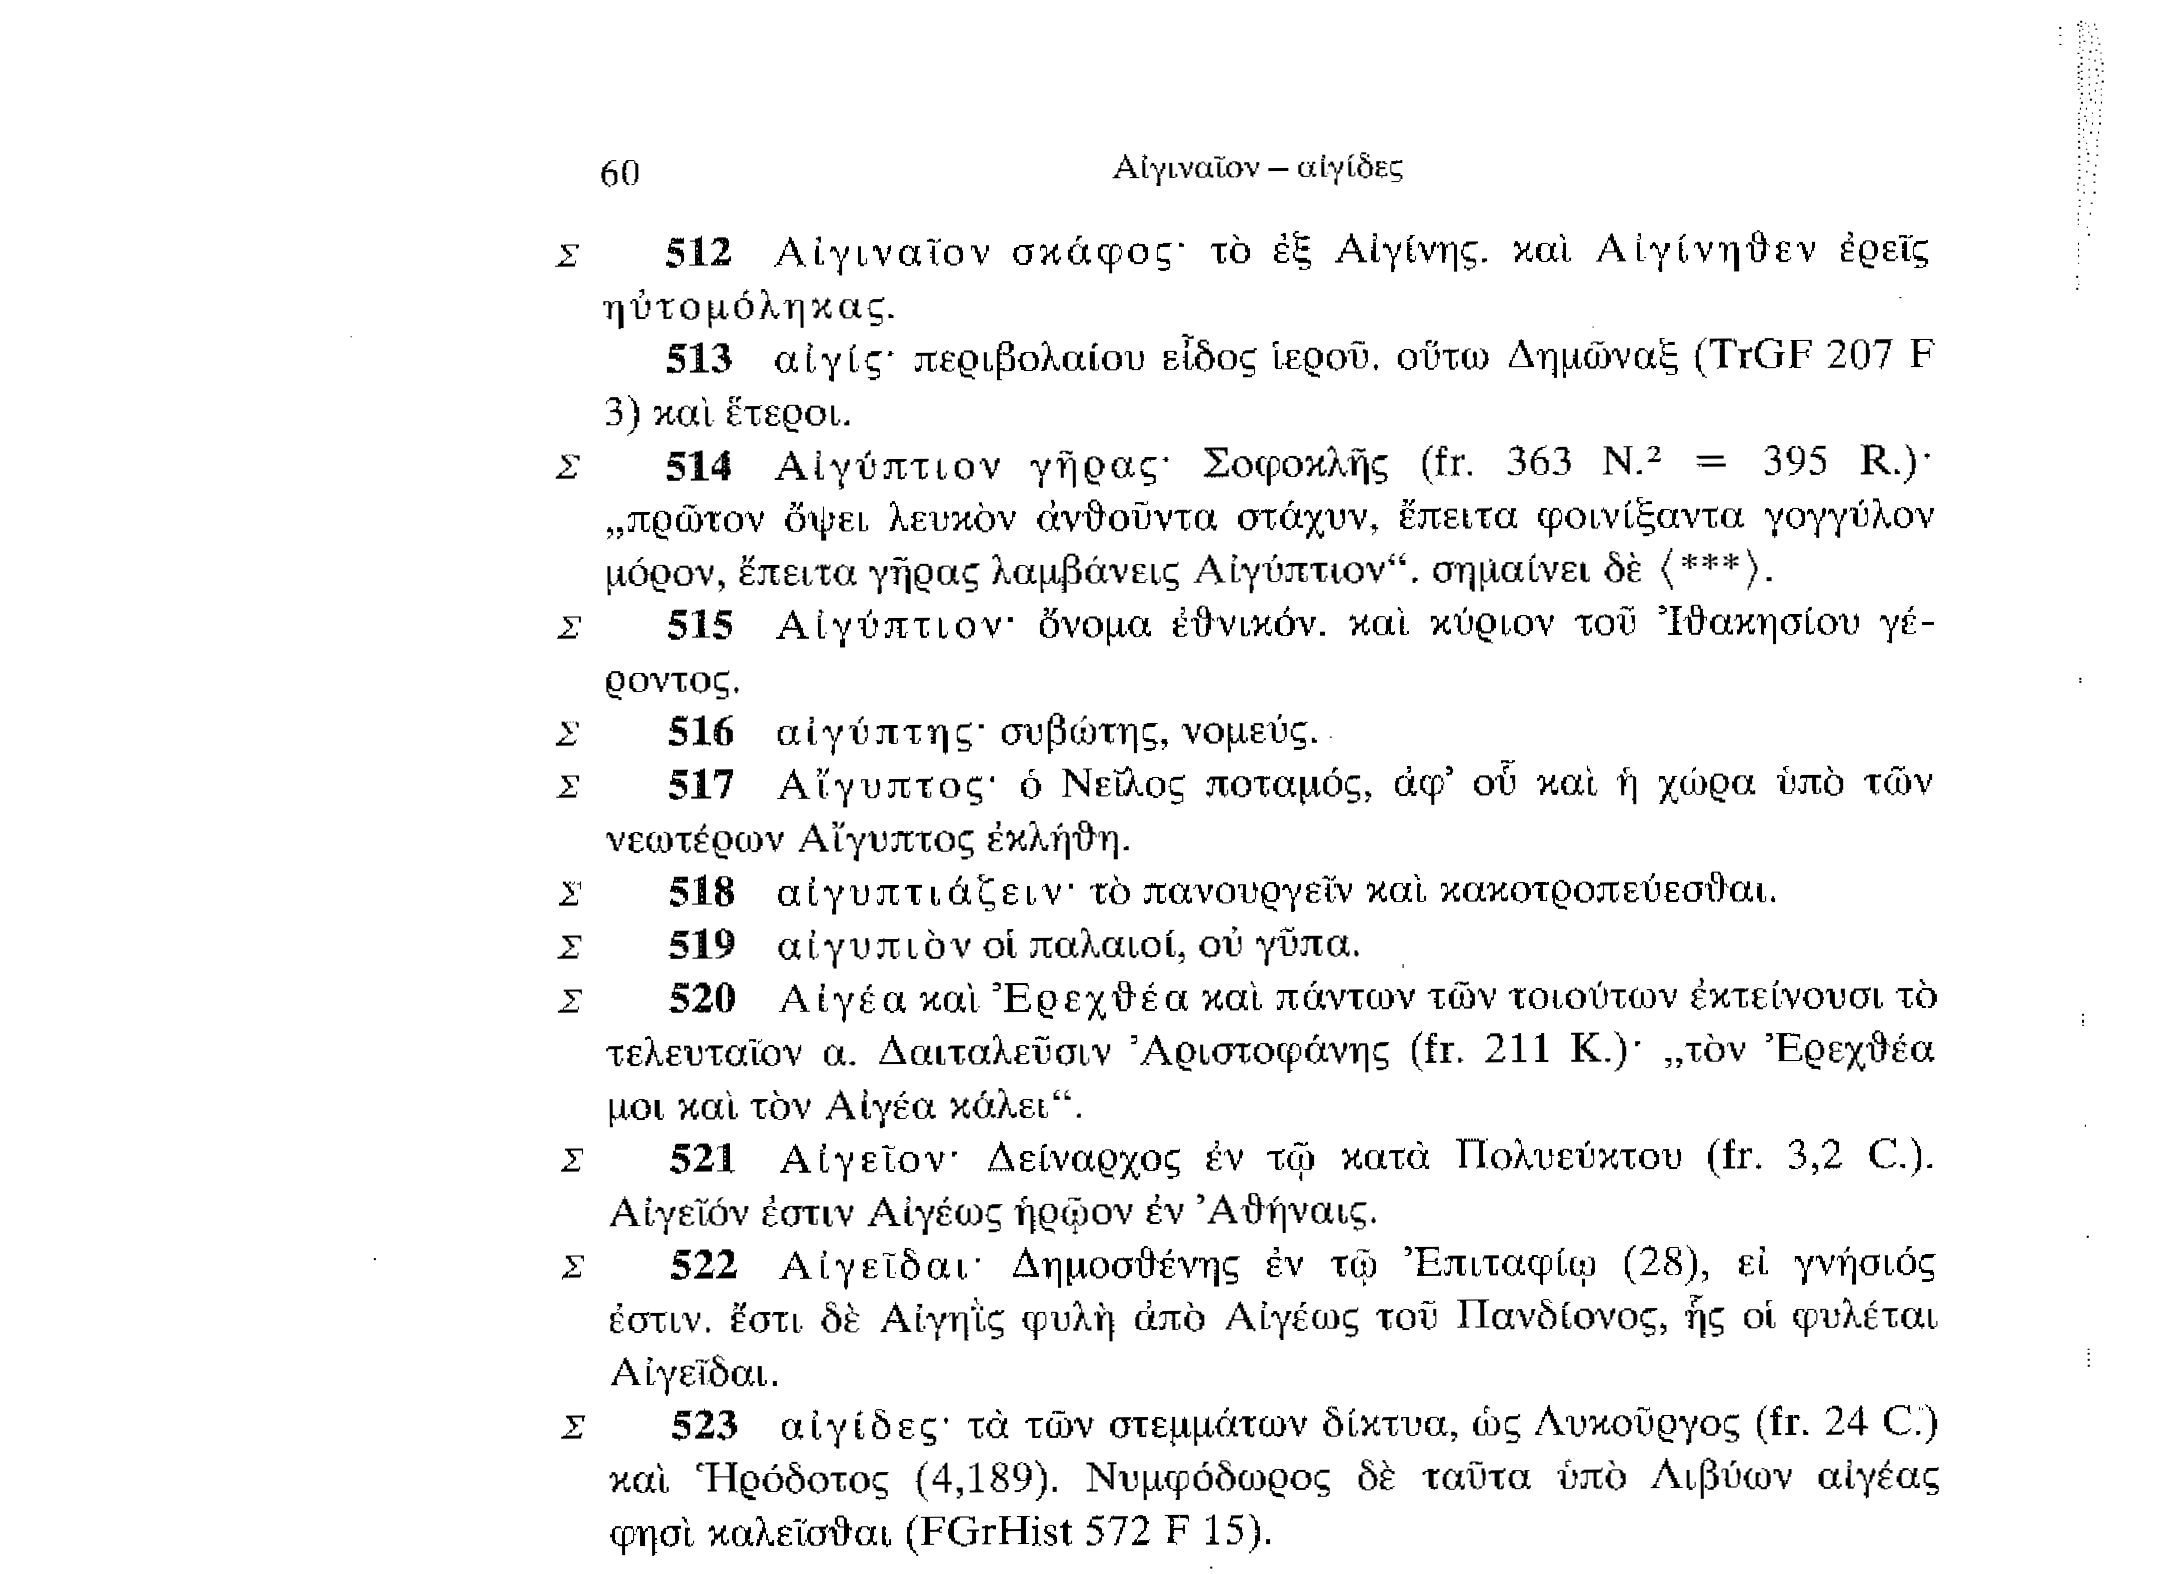 60 Αἰγιναῖον – αἰγίδες
Σ 512 Αἰγιναῖον σκάφος· τὸ ἐξ Αἰγίνης. καὶ Αἰγίνηθεν ἐρεῖς
ηὐτομόληκας.
513 αἰγίς· περιβολαίου εἶδος ἱεροῦ. οὕτω Δημῶναξ (TrGF 207 F
3) καὶ ἕτεροι.
Σ 514 Αἰγύπτιον γῆρας· Σοφοκλῆς (fr. 363 N.² = 395 R.)·
„πρῶτον ὄψει λευκὸν ἀνθοῦντα στάχυν, ἔπειτα φοινίξαντα γογγύλον
μόρον, ἔπειτα γῆρας λαμβάνεις Αἰγύπτιον“. σημαίνει δὲ ⟨***⟩.
Σ 515 Αἰγύπτιον· ὄνομα ἐθνικόν. καὶ κύριον τοῦ Ἰθακησίου γέ-
ροντος.
Σ 516 αἰγύπτης· συβώτης, νομεύς.
Σ 517 Αἴγυπτος· ὁ Νεῖλος ποταμός, ἀφ’ οὗ καὶ ἡ χώρα ὑπὸ τῶν
νεωτέρων Αἴγυπτος ἐκλήθη.
Σ 518 αἰγυπτιάζειν· τὸ πανουργεῖν καὶ κακοτροπεύεσθαι.
Σ 519 αἰγυπιὸν οἱ παλαιοί, οὐ γῦπα.
Σ 520 Αἰγέα καὶ Ἐρεχθέα καὶ πάντων τῶν τοιούτων ἐκτείνουσι τὸ
τελευταῖον α. Δαιταλεῦσιν Ἀριστοφάνης (fr. 211 K.)· „τὸν Ἐρεχθέα
μοι καὶ τὸν Αἰγέα κάλει“.
Σ 521 Αἰγεῖον· Δείναρχος ἐν τῷ κατὰ Πολυεύκτου (fr. 3,2 C.).
Αἰγεῖόν ἐστιν Αἰγέως ἡρῷον ἐν Ἀθήναις.
Σ 522 Αἰγεῖδαι· Δημοσθένης ἐν τῷ Ἐπιταφίῳ (28), εἰ γνήσιός
ἐστιν. ἔστι δὲ Αἰγηῒς φυλὴ ἀπὸ Αἰγέως τοῦ Πανδίονος, ἧς οἱ φυλέται
Αἰγεῖδαι.
Σ 523 αἰγίδες· τὰ τῶν στεμμάτων δίκτυα, ὡς Λυκοῦργος (fr. 24 C.)
καὶ Ἡρόδοτος (4,189). Νυμφόδωρος δὲ ταῦτα ὑπὸ Λιβύων αἰγέας
φησὶ καλεῖσθαι (FGrHist 572 F 15).